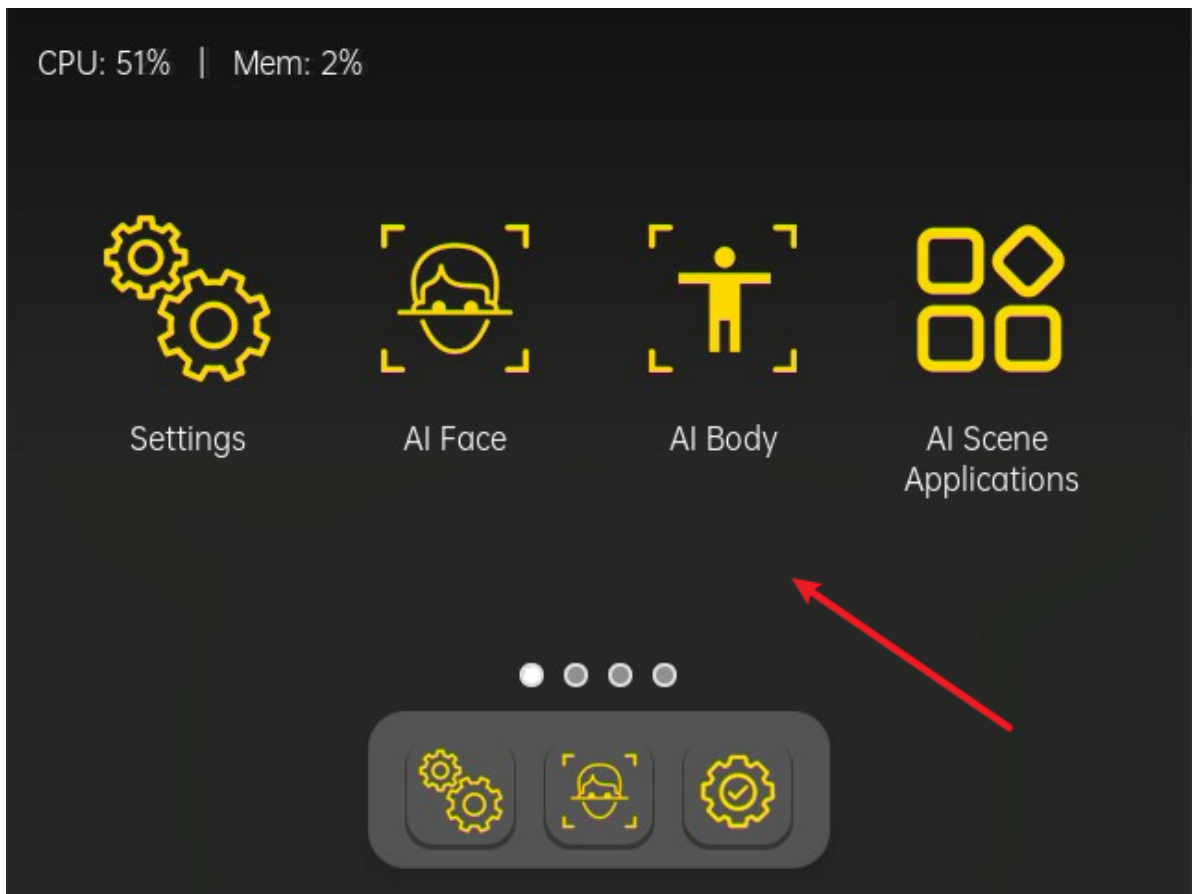 CPU: 51% | Mem: 2%
Settings
AI Face
AI Body
AI Scene
Applications